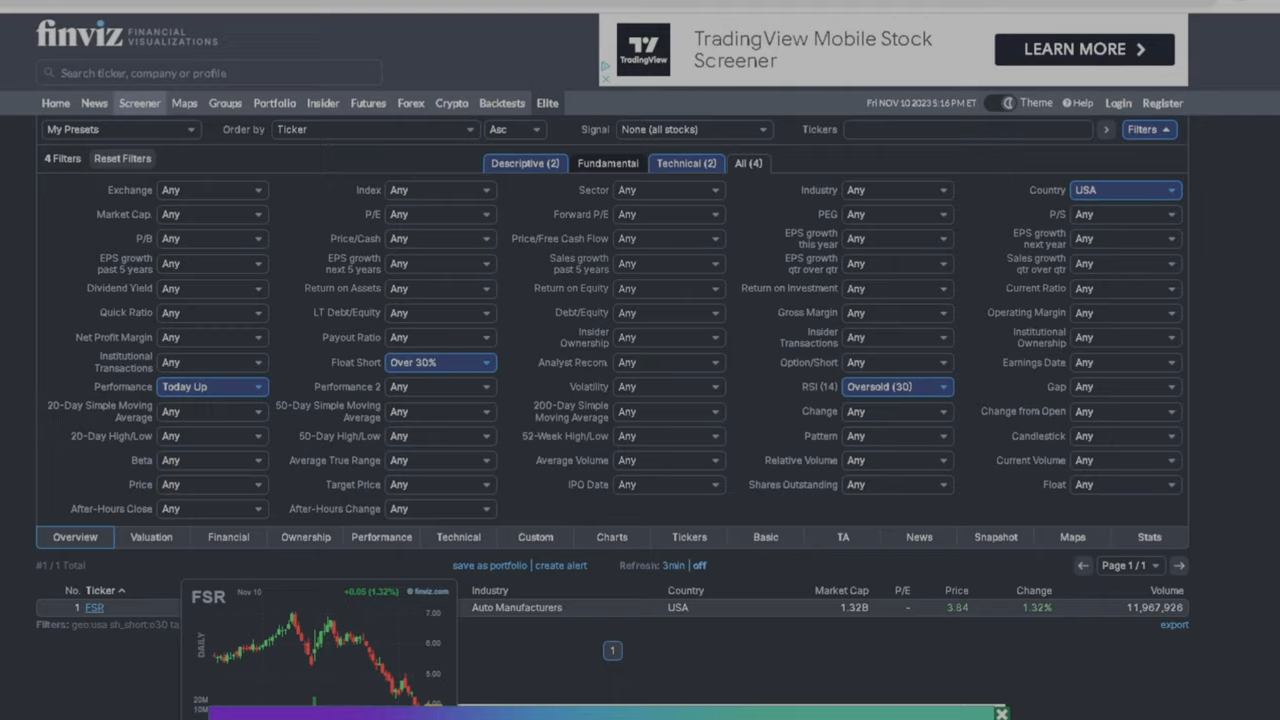 finviz FINANCIAL
VISUALIZATIONS
TradingView
TradingView Mobile Stock
Screener
LEARN MORE
Search ticker, company or profile
Home News Screener Maps Groups Portfolio Insider Futures Forex Crypto Backtests Elite Fri NOV 10 2023 5:16 PM ET Theme Help Login Register
My Presets Order by Ticker Asc Signal None (all stocks) Tickers Filters
4 Filters Reset Filters Descriptive (2) Fundamental Technical (2) All (4)
Exchange Any Index Any Sector Any Industry Any Country USA
Market Cap. Any P/E Any Forward P/E Any PEG Any P/S Any
P/B Any Price/Cash Any Price/Free Cash Flow Any EPS growth this year Any EPS growth next year Any
EPS growth past 5 years Any EPS growth next 5 years Any Sales growth past 5 years Any EPS growth qtr over qtr Any Sales growth qtr over qtr Any
Dividend Yield Any Return on Assets Any Return on Equity Any Return on Investment Any Current Ratio Any
Quick Ratio Any LT Debt/Equity Any Debt/Equity Any Gross Margin Any Operating Margin Any
Net Profit Margin Any Payout Ratio Any Insider Ownership Any Insider Transactions Any Institutional Ownership Any
Institutional Transactions Any Float Short Over 30% Analyst Recom. Any Option/Short Any Earnings Date Any
Performance Today Up Performance 2 Any Volatility Any RSI (14) Oversold (30) Gap Any
20-Day Simple Moving Average Any 50-Day Simple Moving Average Any 200-Day Simple Moving Average Any Change Any Change from Open Any
20-Day High/Low Any 50-Day High/Low Any 52-Week High/Low Any Pattern Any Candlestick Any
Beta Any Average True Range Any Average Volume Any Relative Volume Any Current Volume Any
Price Any Target Price Any IPO Date Any Shares Outstanding Any Float Any
After-Hours Close Any After-Hours Change Any
Overview Valuation Financial Ownership Performance Technical Custom Charts Tickers Basic TA News Snapshot Maps Stats
#1 / 1 Total save as portfolio | create alert Refresh: 3min | off Page 1 / 1
No. Ticker Industry Country Market Cap P/E Price Change Volume
1 FSR Auto Manufacturers USA 1.32B - 3.84 1.32% 11,967,926
Filters: geo:usa sh_short:o30 ta
export
FSR Nov 10 +0.05 (1.32%) © finviz.com
DAILY
7.00
6.00
5.00
4.00
20M
10M
1